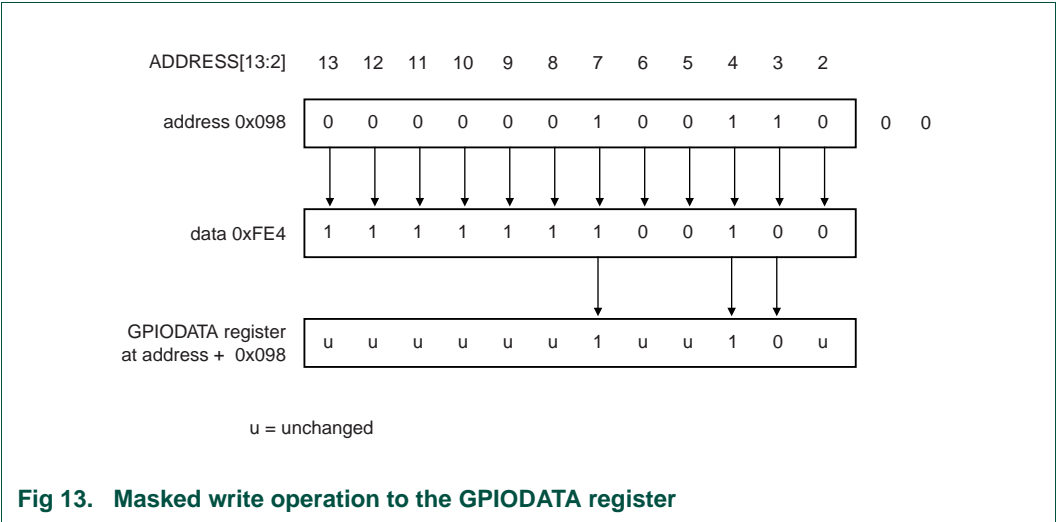 ADDRESS[13:2] 13 12 11 10 9 8 7 6 5 4 3 2
address 0x098 0 0 0 0 0 0 1 0 0 1 1 0 0 0
data 0xFE4 1 1 1 1 1 1 1 0 0 1 0 0
GPIODATA register
at address + 0x098 u u u u u u 1 u u 1 0 u
u = unchanged
Fig 13. Masked write operation to the GPIODATA register